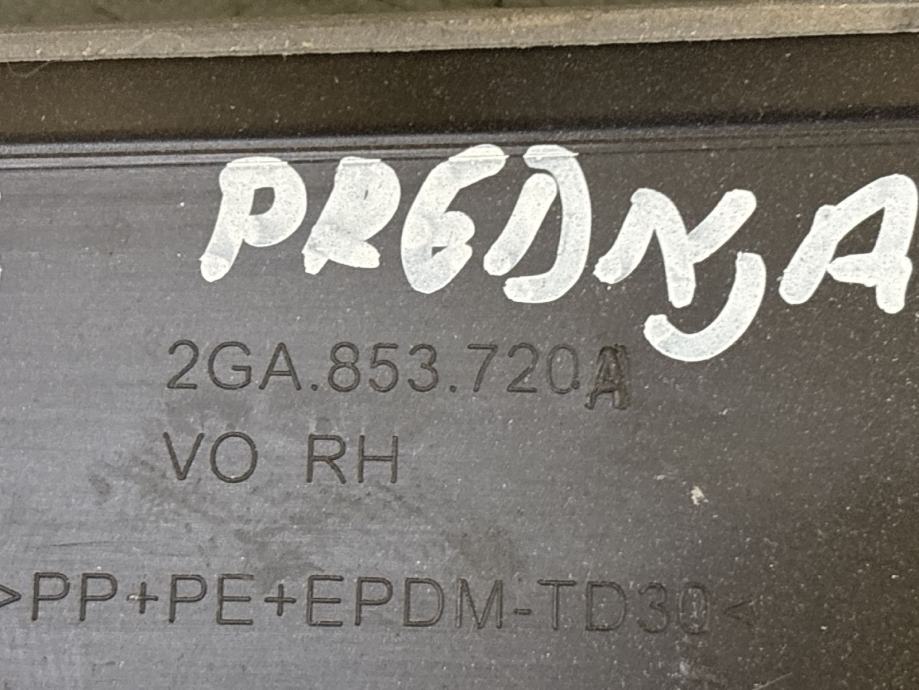 PREDNJA
2GA.853.720A
VO RH
>PP+PE+EPDM-TD30<